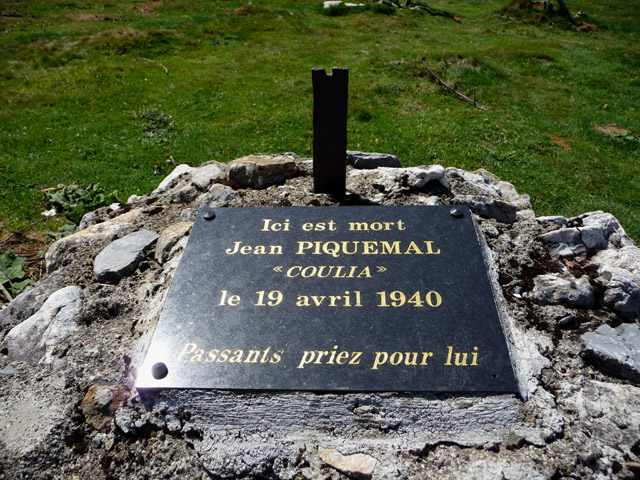 Ici est mort
Jean PIQUEMAL
«COULIA»
le 19 avril 1940
Passants priez pour lui